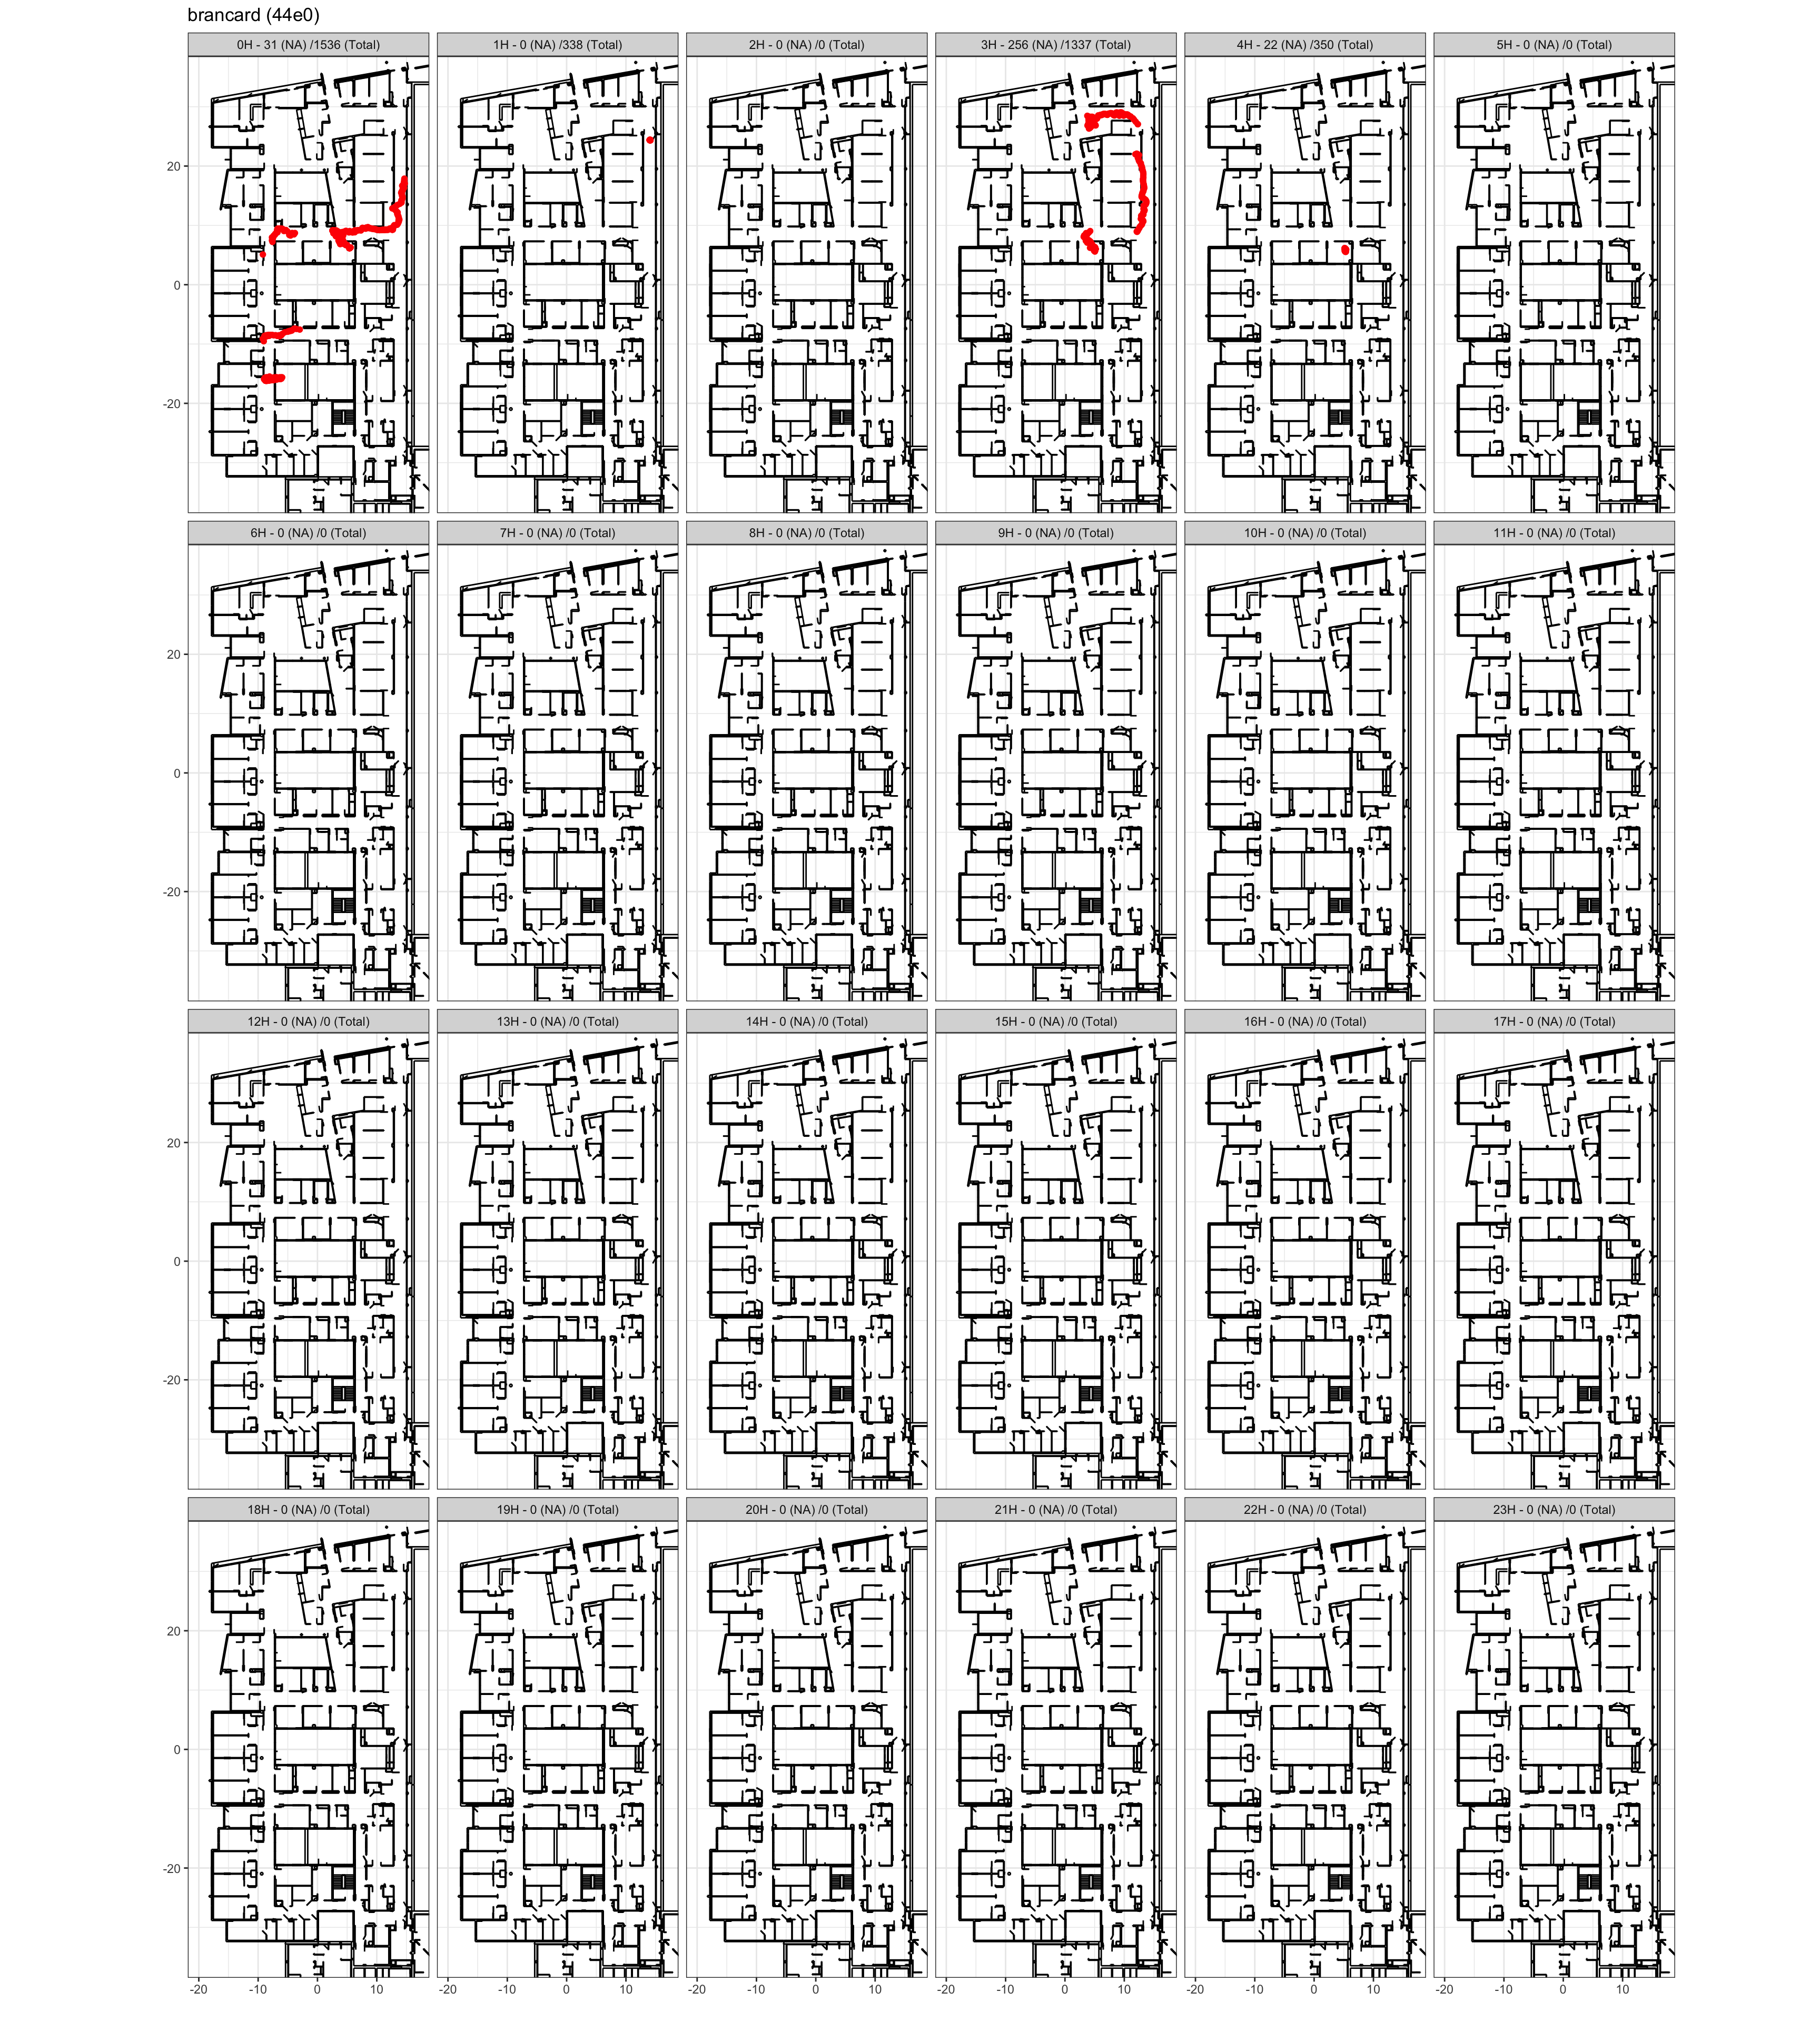 brancard (44e0)
0H - 31 (NA) /1536 (Total) 1H - 0 (NA) /338 (Total) 2H - 0 (NA) /0 (Total) 3H - 256 (NA) /1337 (Total) 4H - 22 (NA) /350 (Total) 5H - 0 (NA) /0 (Total)
20
0
-20
6H - 0 (NA) /0 (Total) 7H - 0 (NA) /0 (Total) 8H - 0 (NA) /0 (Total) 9H - 0 (NA) /0 (Total) 10H - 0 (NA) /0 (Total) 11H - 0 (NA) /0 (Total)
20
0
-20
12H - 0 (NA) /0 (Total) 13H - 0 (NA) /0 (Total) 14H - 0 (NA) /0 (Total) 15H - 0 (NA) /0 (Total) 16H - 0 (NA) /0 (Total) 17H - 0 (NA) /0 (Total)
20
0
-20
18H - 0 (NA) /0 (Total) 19H - 0 (NA) /0 (Total) 20H - 0 (NA) /0 (Total) 21H - 0 (NA) /0 (Total) 22H - 0 (NA) /0 (Total) 23H - 0 (NA) /0 (Total)
20
0
-20
-20 -10 0 10 -20 -10 0 10 -20 -10 0 10 -20 -10 0 10 -20 -10 0 10 -20 -10 0 10